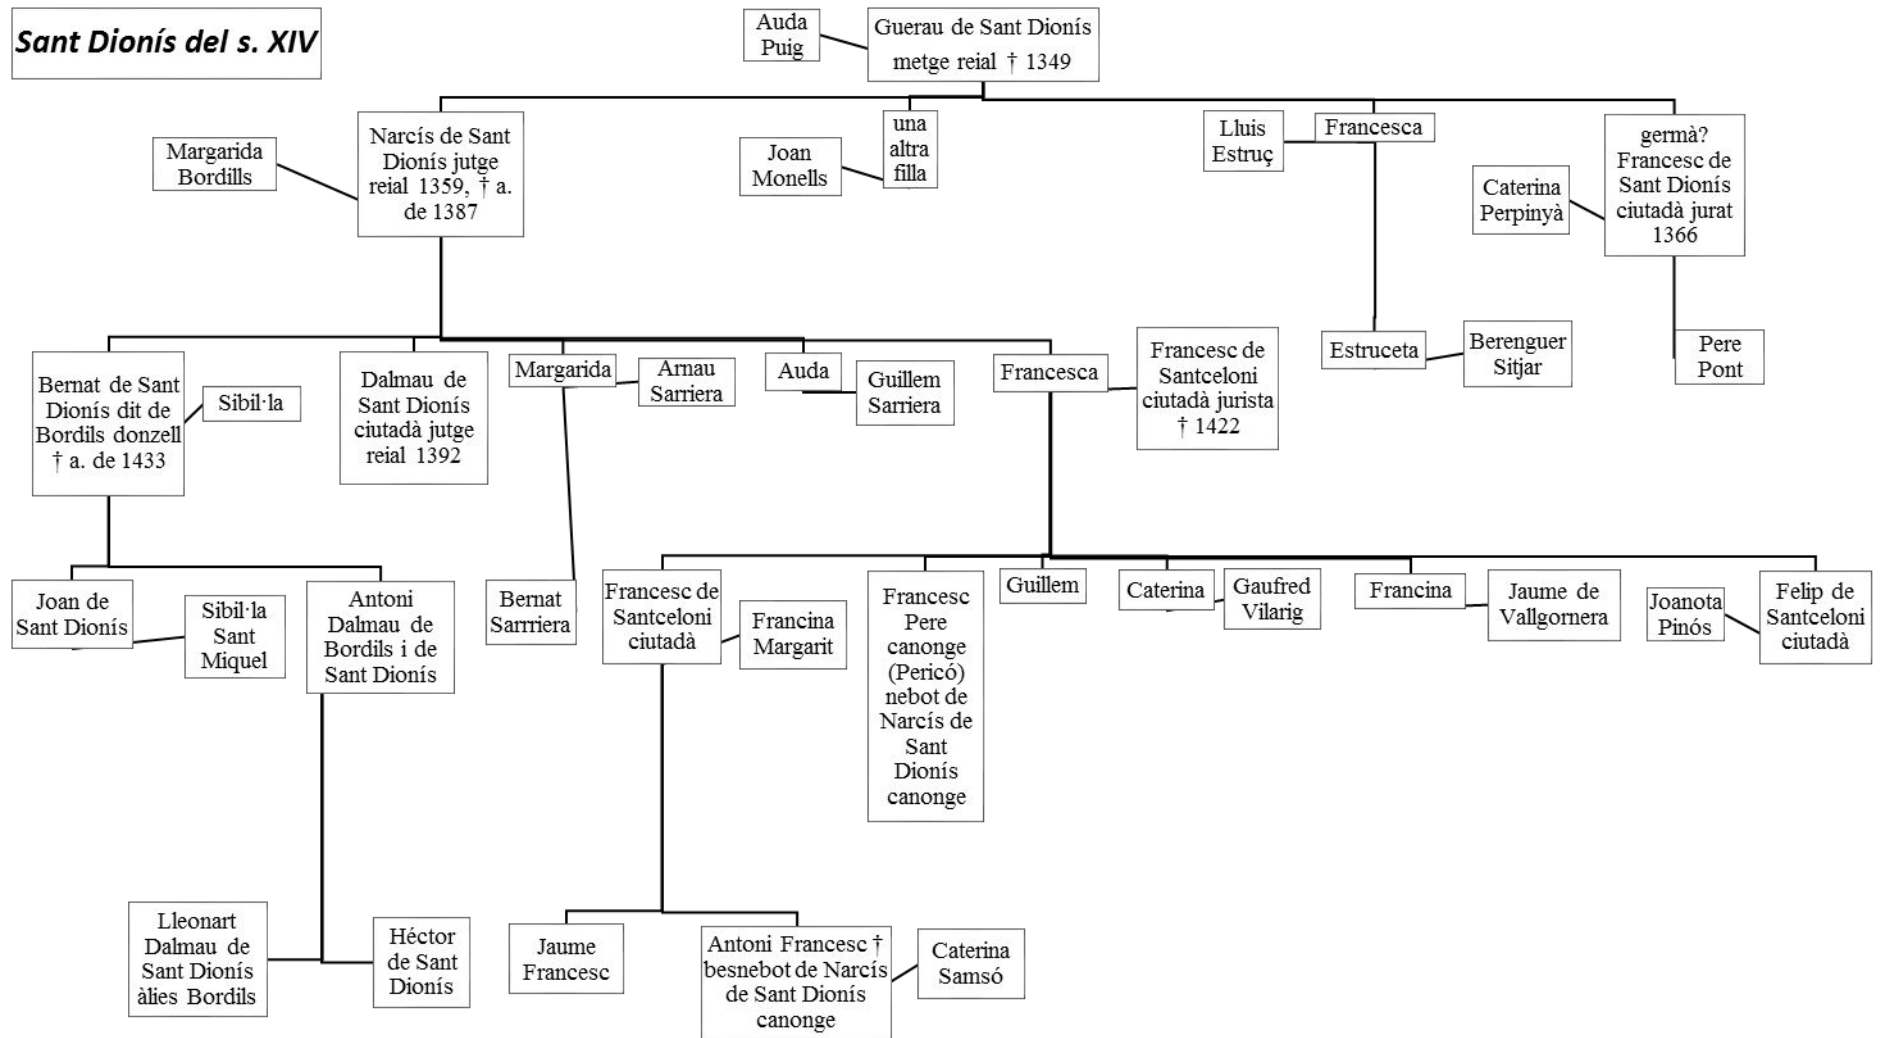 Sant Dionís del s. XIV
Auda
Puig
Guerau de Sant Dionís
metge reial † 1349
Margarida
Bordills
Narcís de Sant
Dionís jutge
reial 1359, † a.
de 1387
Joan
Monells
una
altra
filla
Lluis
Estruç
Francesca
Caterina
Perpinyà
germà?
Francesc de
Sant Dionís
ciutadà jurat
1366
Bernat de Sant
Dionís dit de
Bordils donzell
† a. de 1433
Sibil·la
Dalmau de
Sant Dionís
ciutadà jutge
reial 1392
Margarida
Arnau
Sarriera
Auda
Guillem
Sarriera
Francesca
Francesc de
Santceloni
ciutadà jurista
† 1422
Estruceta
Berenguer
Sitjar
Pere
Pont
Joan de
Sant Dionís
Sibil·la
Sant
Miquel
Antoni
Dalmau de
Bordils i de
Sant Dionís
Bernat
Sarrriera
Francesc de
Santceloni
ciutadà
Francina
Margarit
Francesc
Pere
canonge
(Pericó)
nebot de
Narcís de
Sant
Dionís
canonge
Guillem
Caterina
Gaufred
Vilarig
Francina
Jaume de
Vallgornera
Joanota
Pinós
Felip de
Santceloni
ciutadà
Lleonart
Dalmau de
Sant Dionís
àlies Bordils
Héctor
de Sant
Dionís
Jaume
Francesc
Antoni Francesc †
besnebot de Narcís
de Sant Dionís
canonge
Caterina
Samsó